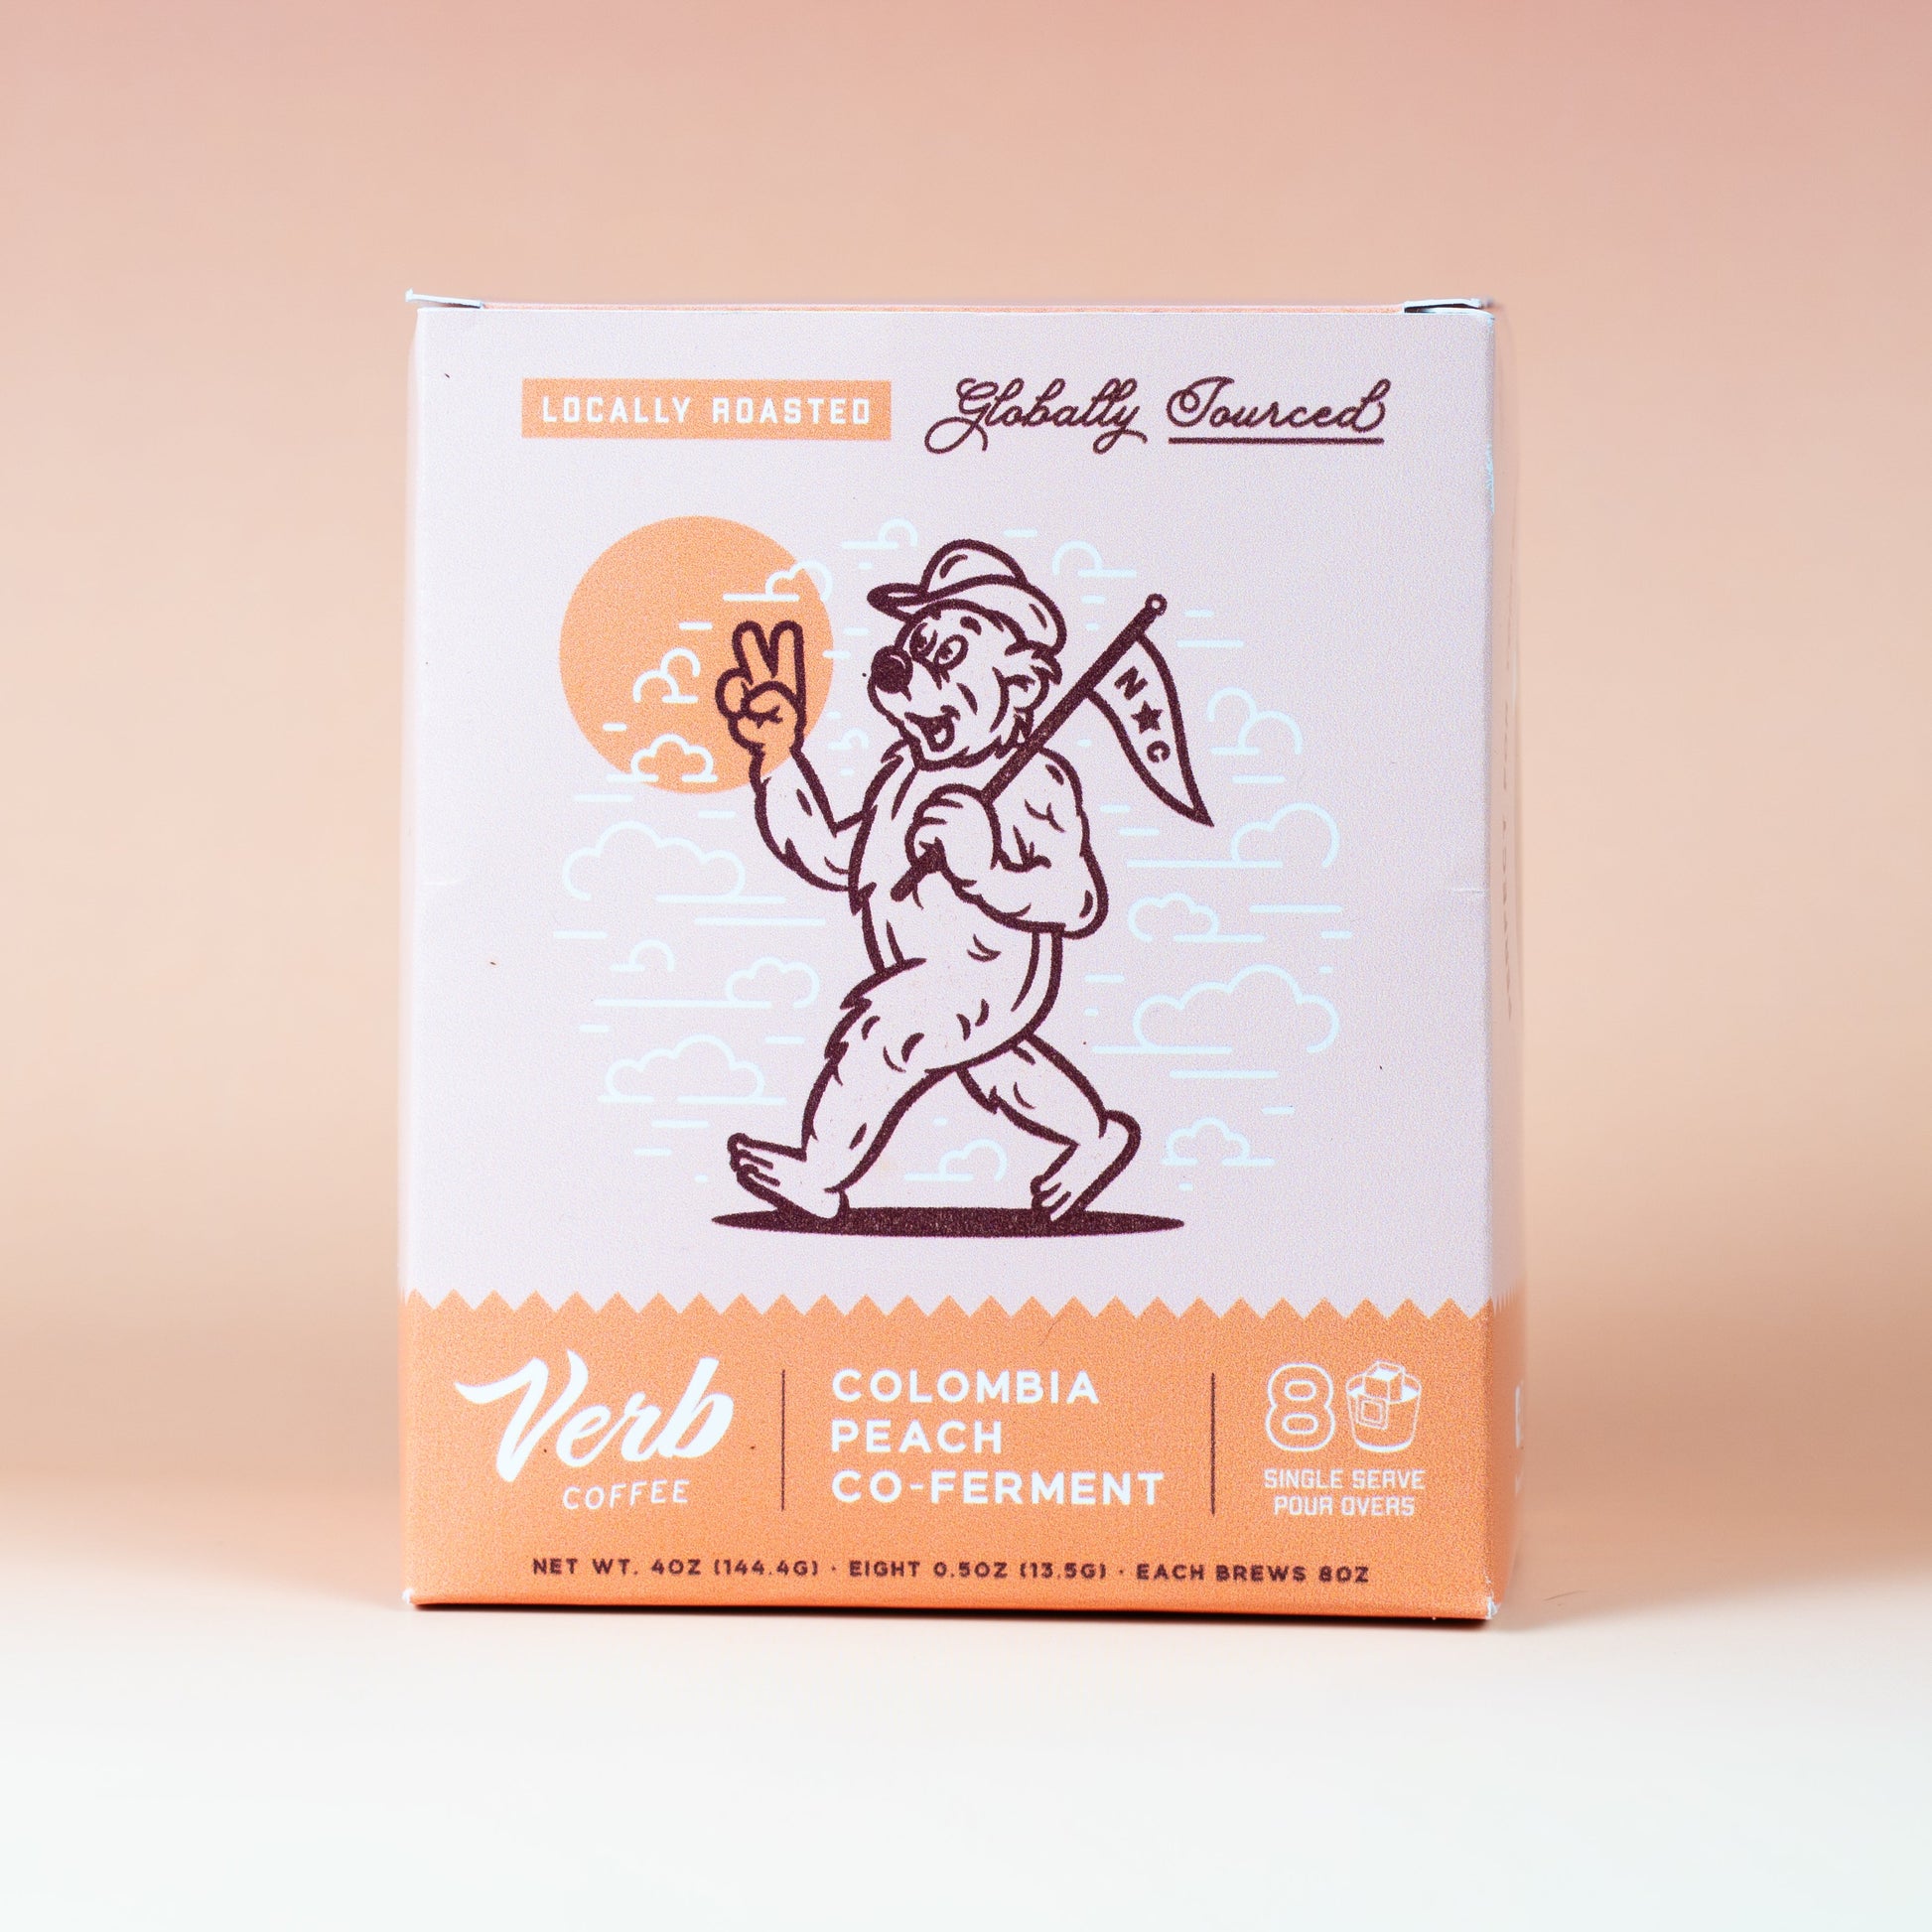 LOCALLY ROASTED Globally Sourced
N★C
Verb
COFFEE
COLOMBIA
PEACH
CO-FERMENT
8
SINGLE SERVE
POUR OVERS
NET WT. 4OZ (144.4G) · EIGHT 0.5OZ (13.5G) · EACH BREWS 8OZ